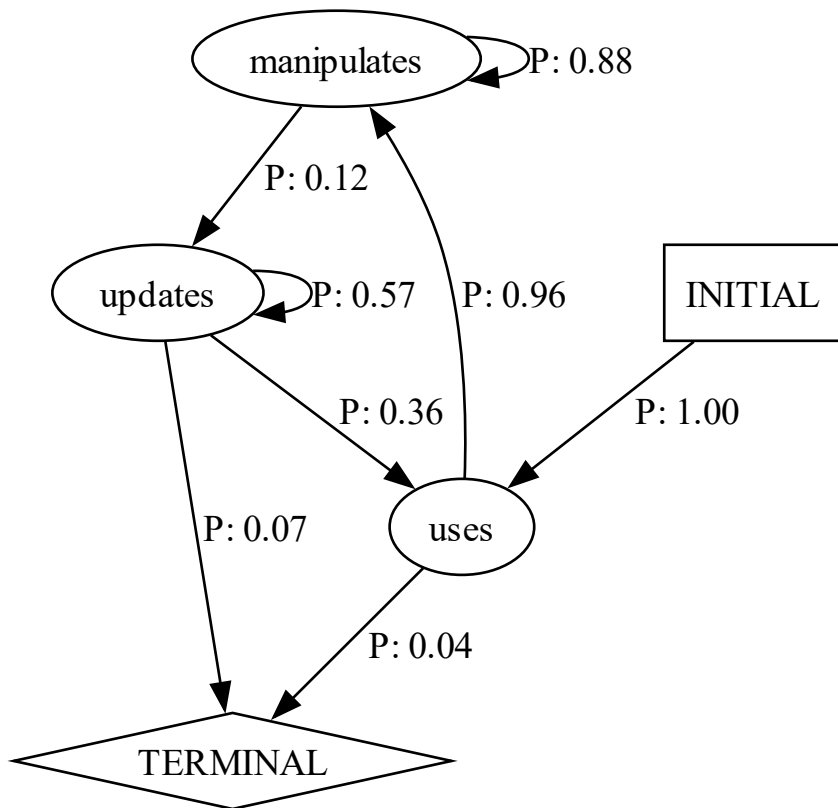 manipulates
P: 0.88
P: 0.12
updates
P: 0.57
P: 0.96
INITIAL
P: 0.36
P: 1.00
P: 0.07
uses
P: 0.04
TERMINAL